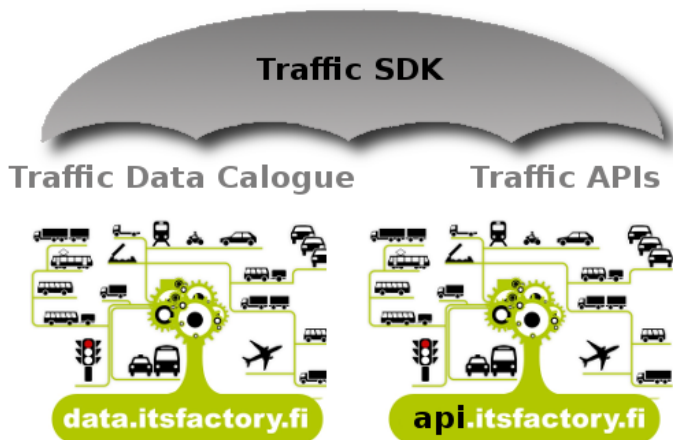 Traffic SDK
Traffic Data Calogue
Traffic APIs
data.itsfactory.fi
api.itsfactory.fi